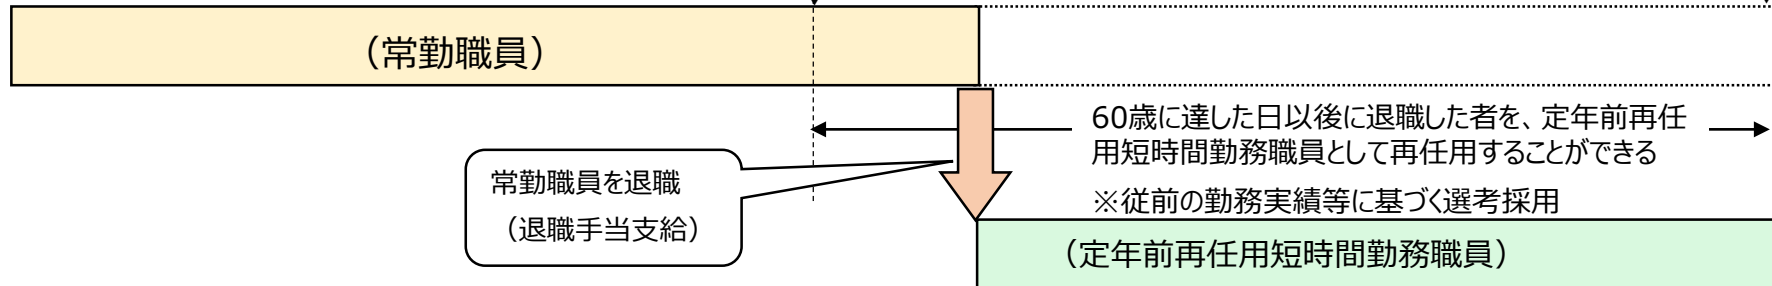 （常勤職員）
60歳に達した日以後に退職した者を、定年前再任
用短時間勤務職員として再任用することができる
※従前の勤務実績等に基づく選考採用
常勤職員を退職
（退職手当支給）
（定年前再任用短時間勤務職員）